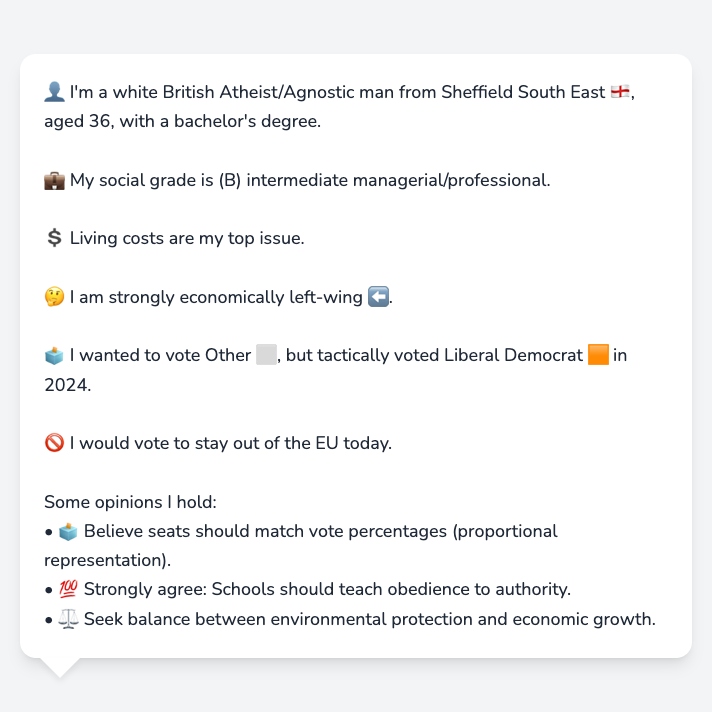 👤 I'm a white British Atheist/Agnostic man from Sheffield South East 🏴󠁧󠁢󠁥󠁮󠁧󠁿,
aged 36, with a bachelor's degree.
💼 My social grade is (B) intermediate managerial/professional.
💲 Living costs are my top issue.
🤔 I am strongly economically left-wing ⬅️.
🗳️ I wanted to vote Other ⬜, but tactically voted Liberal Democrat 🟧 in
2024.
🚫 I would vote to stay out of the EU today.
Some opinions I hold:
• 🗳️ Believe seats should match vote percentages (proportional
representation).
• 💯 Strongly agree: Schools should teach obedience to authority.
• ⚖️ Seek balance between environmental protection and economic growth.